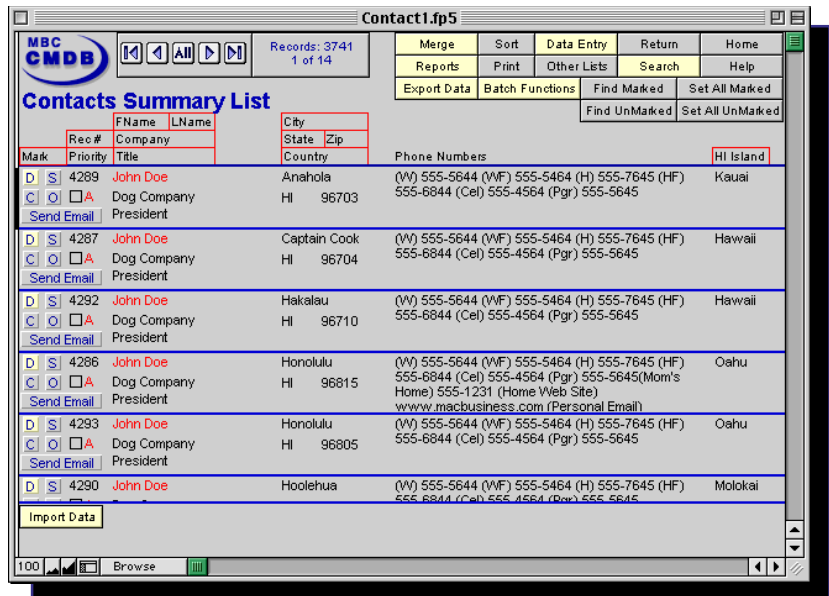 Contact1.fp5
MBC
CMDB
All
Records: 3741
1 of 14
Merge Sort Data Entry Return Home
Reports Print Other Lists Search Help
Export Data Batch Functions Find Marked Set All Marked
Find UnMarked Set All UnMarked
Contacts Summary List
FName LName City
Rec# Company State Zip
Mark Priority Title Country Phone Numbers HI Island
D S 4289 John Doe Anahola (W) 555-5644 (WF) 555-5464 (H) 555-7645 (HF) Kauai
C O A Dog Company HI 96703 555-6844 (Cel) 555-4564 (Pgr) 555-5645
Send Email President
D S 4287 John Doe Captain Cook (W) 555-5644 (WF) 555-5464 (H) 555-7645 (HF) Hawaii
C O A Dog Company HI 96704 555-6844 (Cel) 555-4564 (Pgr) 555-5645
Send Email President
D S 4292 John Doe Hakalau (W) 555-5644 (WF) 555-5464 (H) 555-7645 (HF) Hawaii
C O A Dog Company HI 96710 555-6844 (Cel) 555-4564 (Pgr) 555-5645
Send Email President
D S 4286 John Doe Honolulu (W) 555-5644 (WF) 555-5464 (H) 555-7645 (HF) Oahu
C O A Dog Company HI 96815 555-6844 (Cel) 555-4564 (Pgr) 555-5645(Mom's
Home) 555-1231 (Home Web Site)
Send Email President www.macbusiness.com (Personal Email)
D S 4293 John Doe Honolulu (W) 555-5644 (WF) 555-5464 (H) 555-7645 (HF) Oahu
C O A Dog Company HI 96805 555-6844 (Cel) 555-4564 (Pgr) 555-5645
Send Email President
D S 4290 John Doe Hoolehua (W) 555-5644 (WF) 555-5464 (H) 555-7645 (HF) Molokai
555-6844 (Cel) 555-4564 (Pgr) 555-5645
Import Data
100 Browse